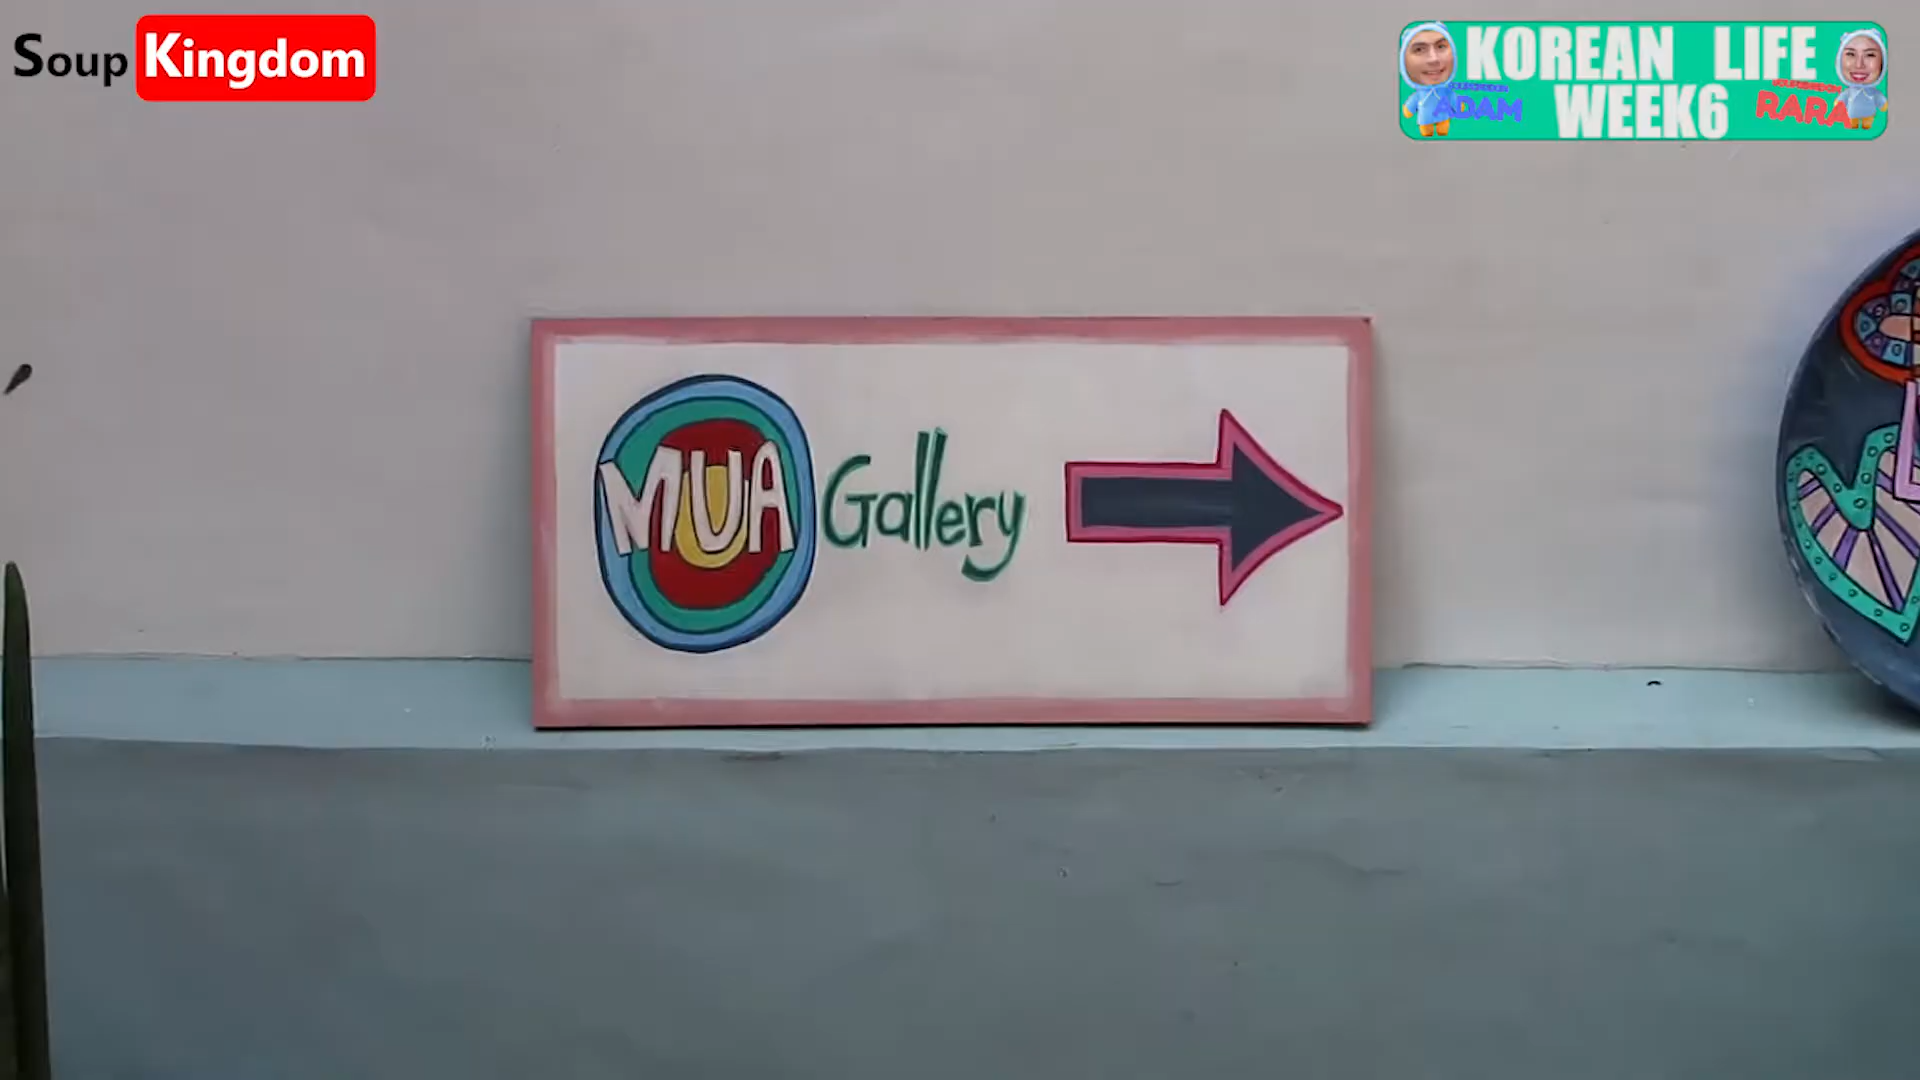 Soup Kingdom
KOREAN LIFE
WEEK6
ADAM
RARA
MUA Gallery